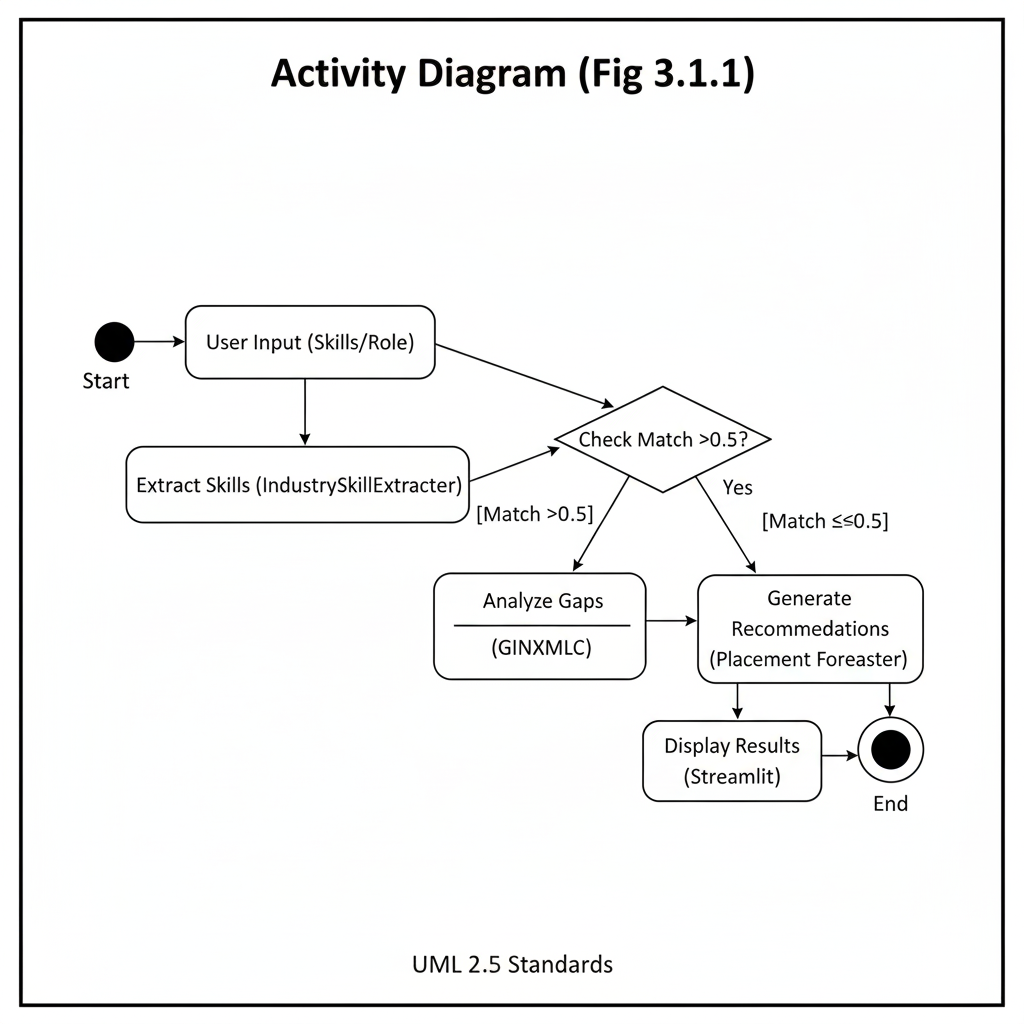 Activity Diagram (Fig 3.1.1)
User Input (Skills/Role)
Start
Check Match >0.5?
Extract Skills (IndustrySkillExtracter)
Yes
[Match >0.5]
[Match ≤≤0.5]
Analyze Gaps
(GINXMLC)
Generate
Recommedations
(Placement Foreaster)
Display Results
(Streamlit)
End
UML 2.5 Standards